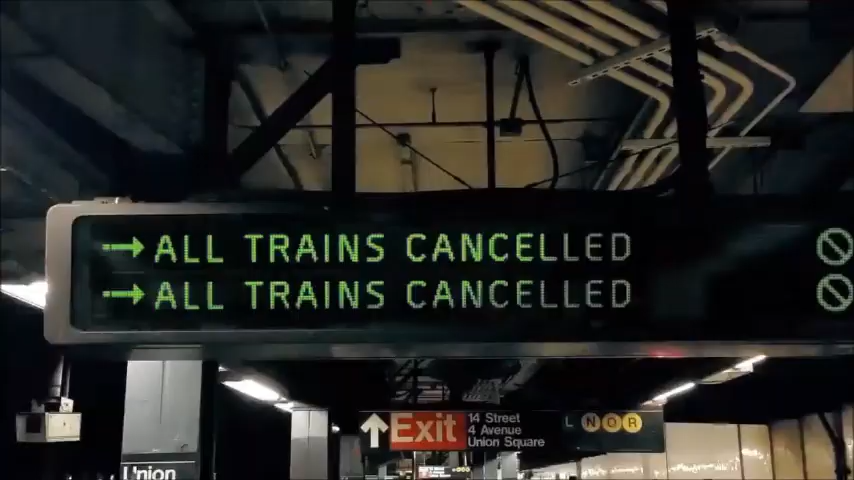 → ALL TRAINS CANCELLED
→ ALL TRAINS CANCELLED
↑ Exit
14 Street
4 Avenue
Union Square
L N Q R
Union